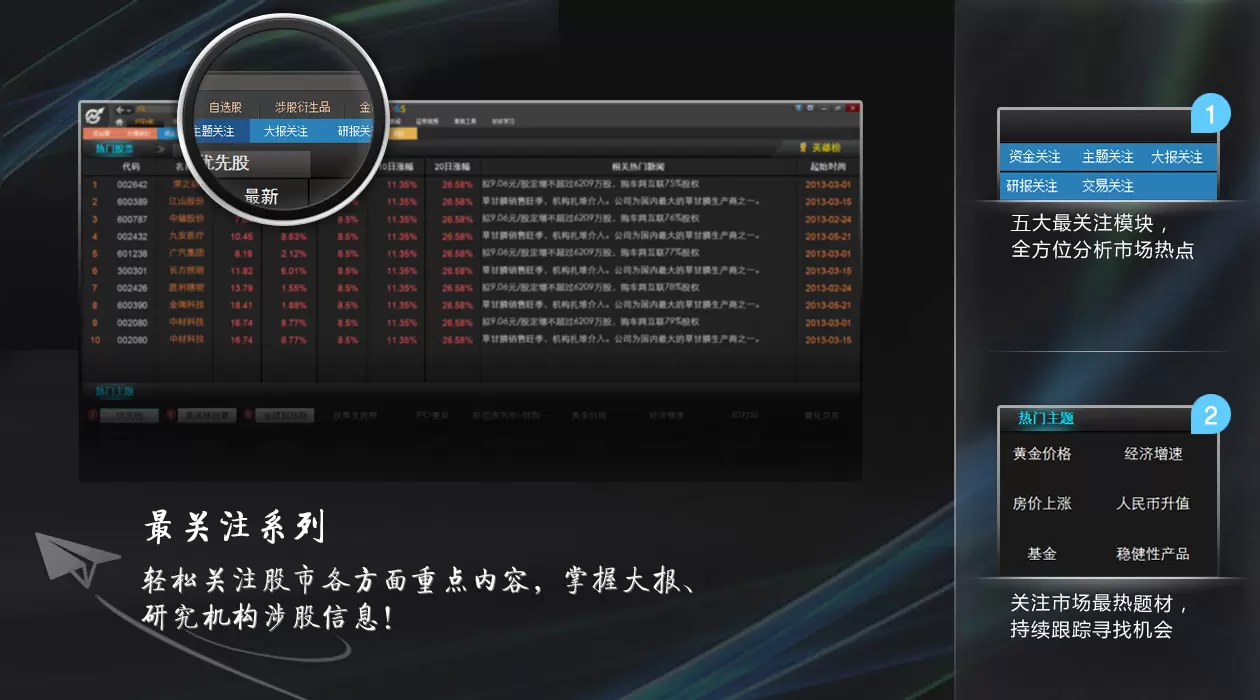 自选股 涉股衍生品 金
主题关注 大报关注 研报关
优先股
最新
热门股票 > 英雄榜
代码 20日涨幅 相关热门新闻 起始时间
1 002642 11.35% 26.58% 拟9.06元/股定增不超过6209万股，购车网互联75%股权 2013-03-01
2 600389 江山股份 8.5% 11.35% 26.58% 草甘膦销售旺季，机构扎堆介入。公司为国内最大的草甘膦生产商之一。 2013-03-15
3 600787 中储股份 8.5% 11.35% 26.58% 拟9.06元/股定增不超过6209万股，购车网互联76%股权 2013-02-24
4 002432 九安医疗 10.45 8.63% 8.5% 11.35% 26.58% 草甘膦销售旺季，机构扎堆介入。公司为国内最大的草甘膦生产商之一。 2013-05-21
5 601238 广汽集团 8.19 2.12% 8.5% 11.35% 26.58% 拟9.06元/股定增不超过6209万股，购车网互联77%股权 2013-03-01
6 300301 长方照明 11.82 6.01% 8.5% 11.35% 26.58% 草甘膦销售旺季，机构扎堆介入。公司为国内最大的草甘膦生产商之一。 2013-03-15
7 002426 胜利精密 13.79 1.55% 8.5% 11.35% 26.58% 拟9.06元/股定增不超过6209万股，购车网互联78%股权 2013-02-24
8 600390 金瑞科技 18.41 1.88% 8.5% 11.35% 26.58% 草甘膦销售旺季，机构扎堆介入。公司为国内最大的草甘膦生产商之一。 2013-05-21
9 002080 中材科技 16.74 8.77% 8.5% 11.35% 26.58% 拟9.06元/股定增不超过6209万股，购车网互联79%股权 2013-03-01
10 002080 中材科技 16.74 8.77% 8.5% 11.35% 26.58% 草甘膦销售旺季，机构扎堆介入。公司为国内最大的草甘膦生产商之一。 2013-03-15
热门主题
黄金价格 经济增速 3D打印
最关注系列
轻松关注股市各方面重点内容，掌握大报、
研究机构涉股信息！
1
资金关注 主题关注 大报关注
研报关注 交易关注
五大最关注模块，
全方位分析市场热点
2
热门主题
黄金价格 经济增速
房价上涨 人民币升值
基金 稳健性产品
关注市场最热题材，
持续跟踪寻找机会